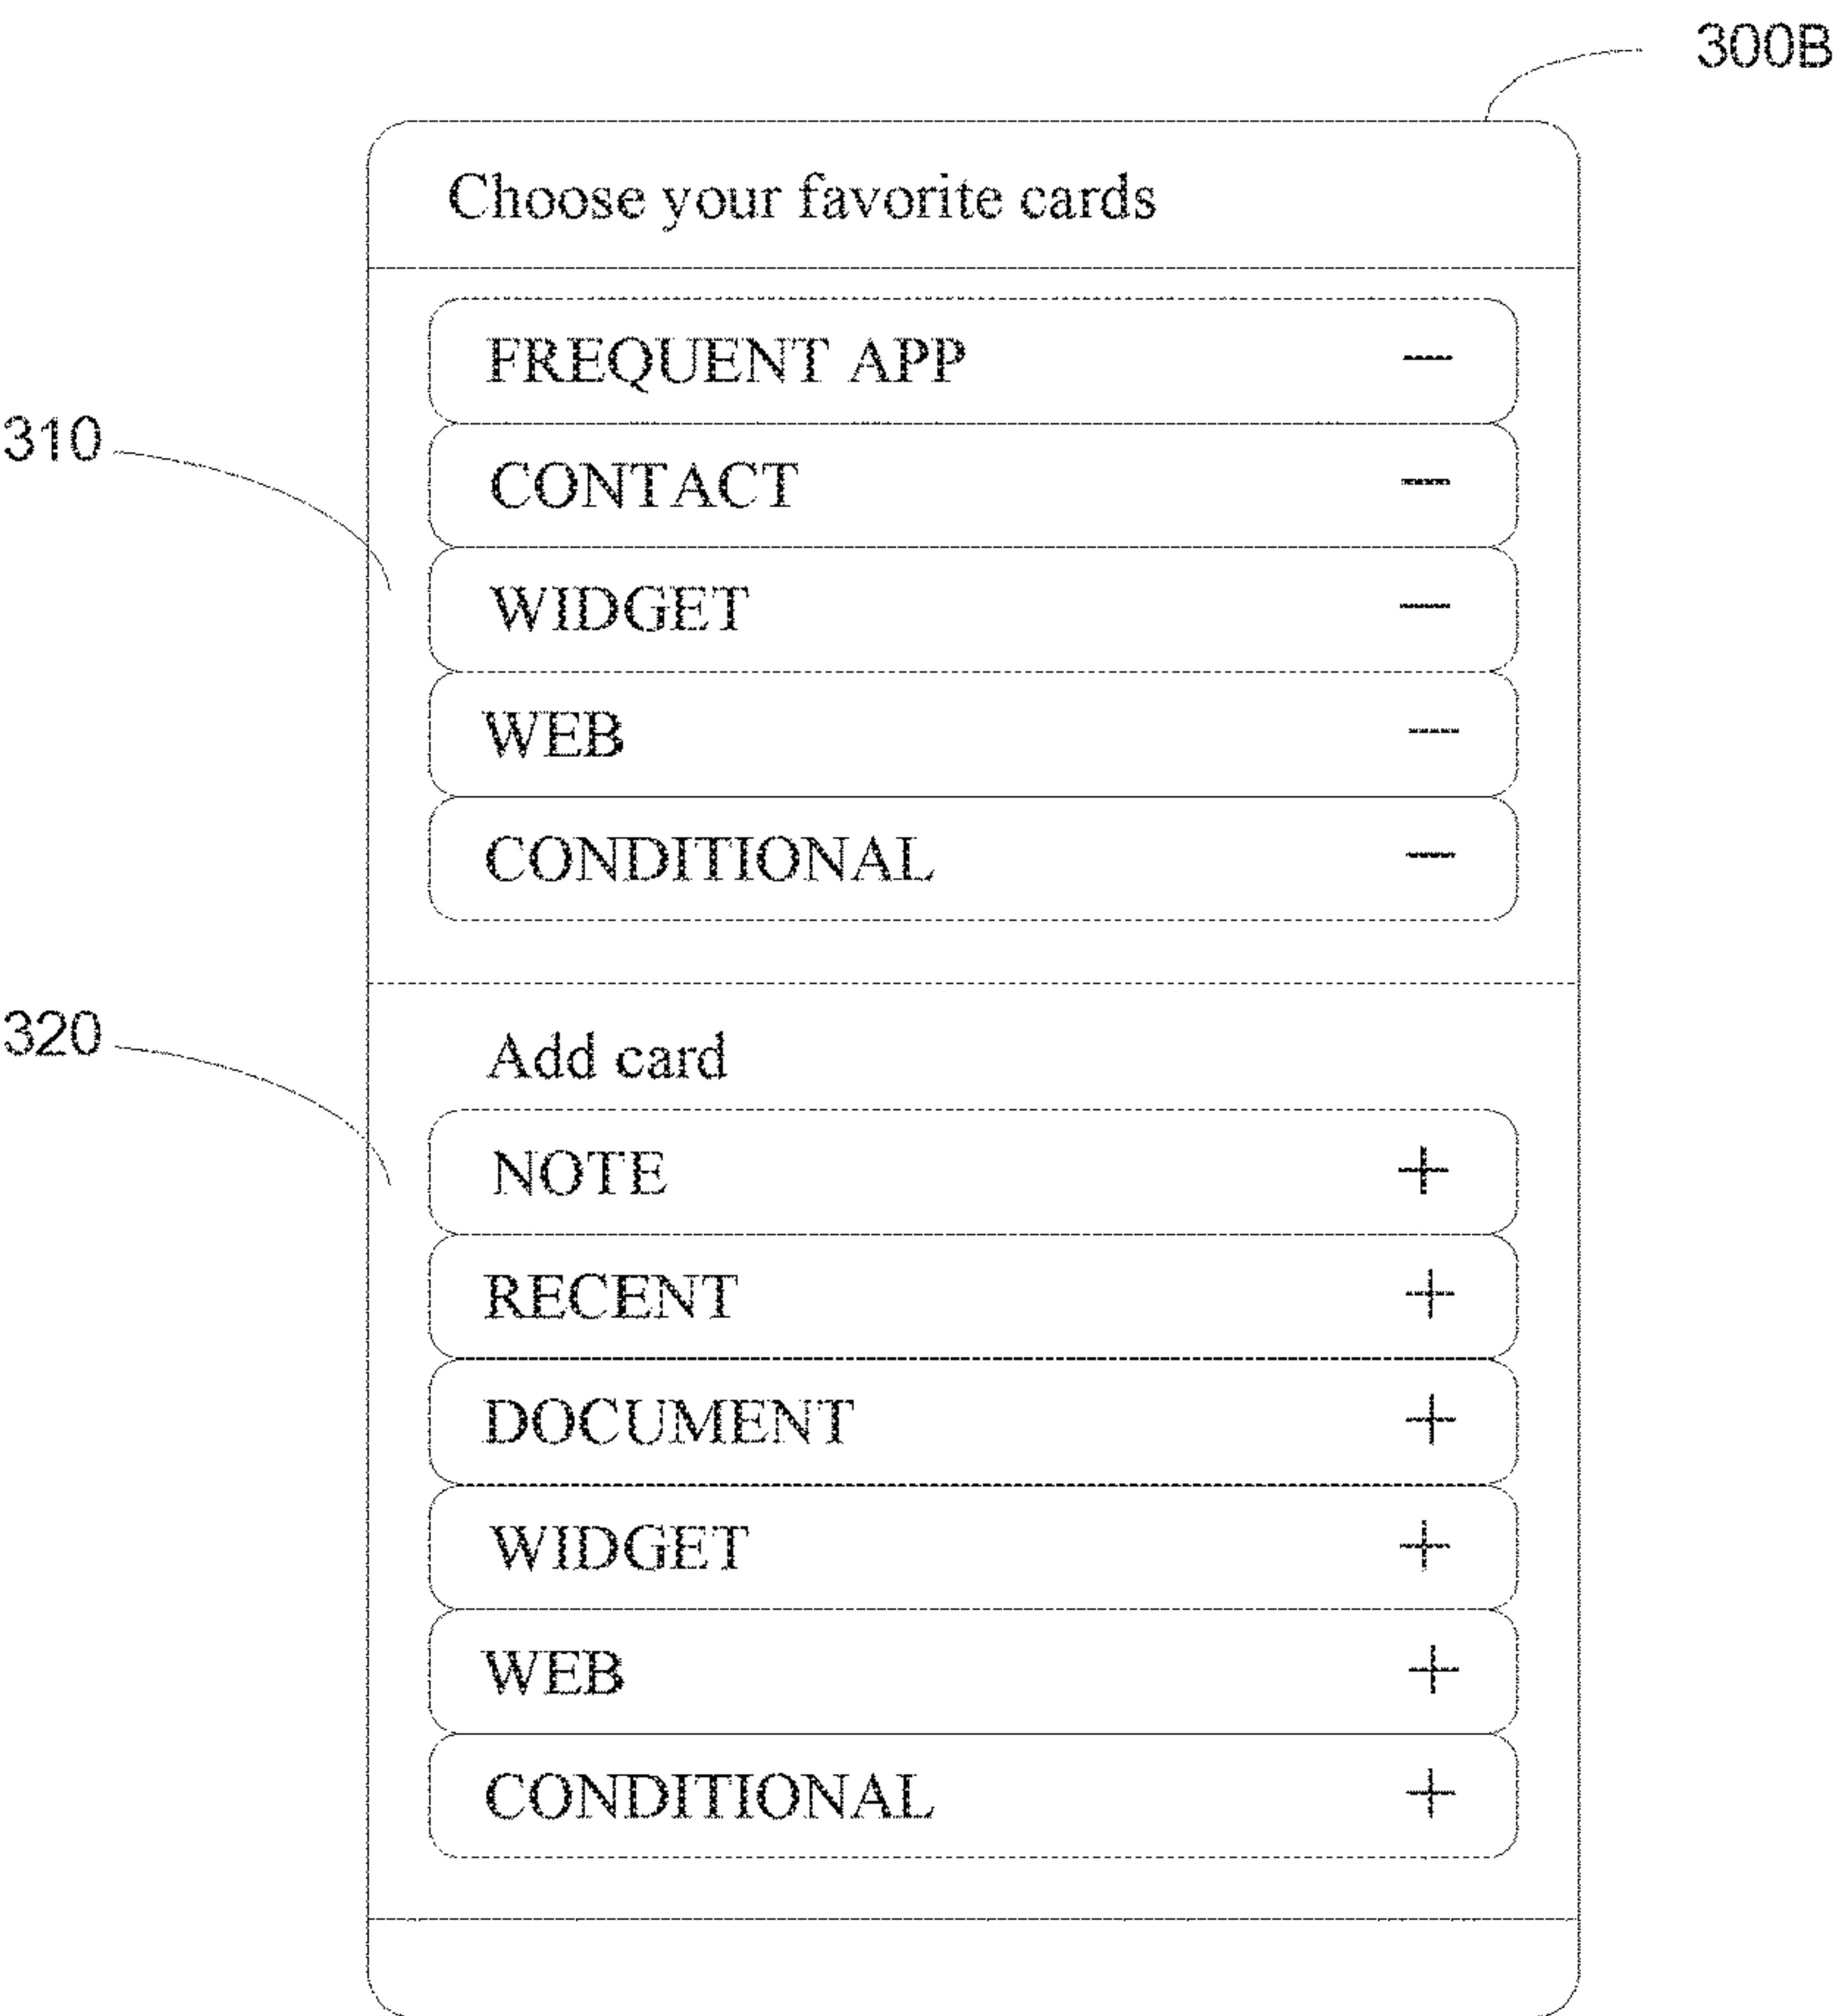 300B
Choose your favorite cards
FREQUENT APP —
310
CONTACT —
WIDGET —
WEB —
CONDITIONAL —
320
Add card
NOTE +
RECENT +
DOCUMENT +
WIDGET +
WEB +
CONDITIONAL +